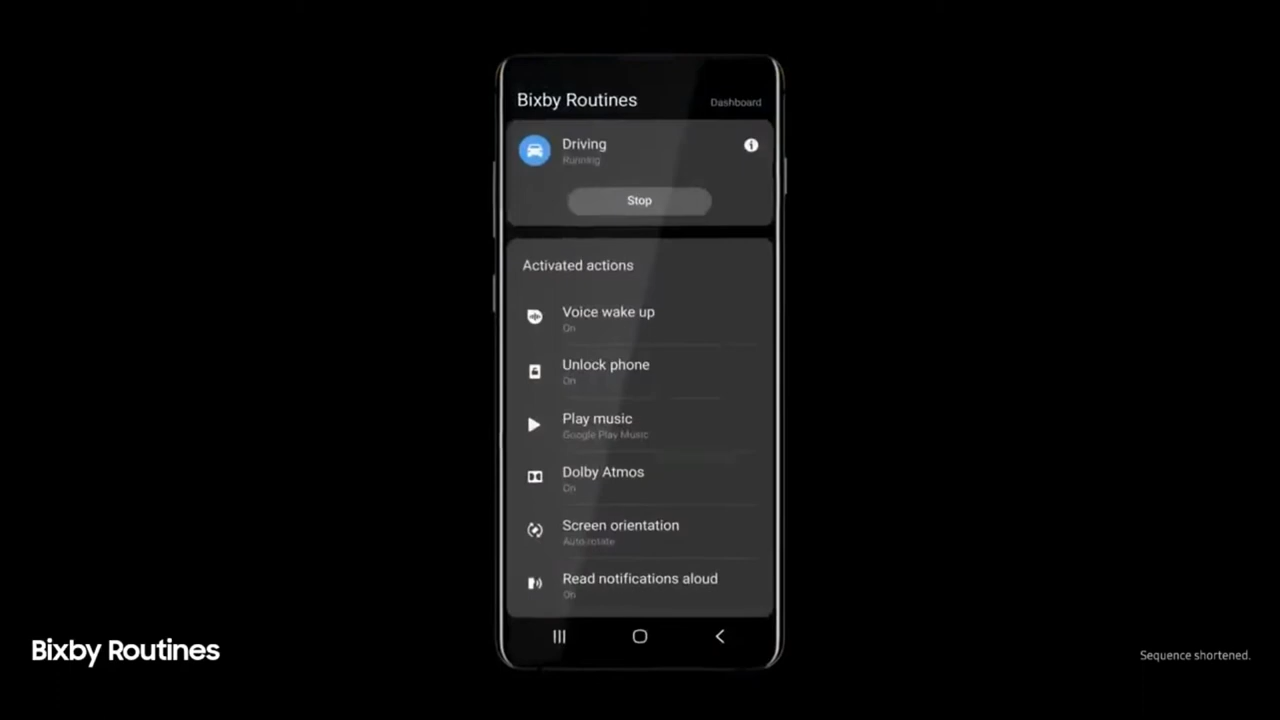 Bixby Routines
Dashboard
Driving
Running
Stop
Activated actions
Voice wake up
On
Unlock phone
On
Play music
Google Play Music
Dolby Atmos
On
Screen orientation
Auto rotate
Read notifications aloud
On
Bixby Routines
Sequence shortened.